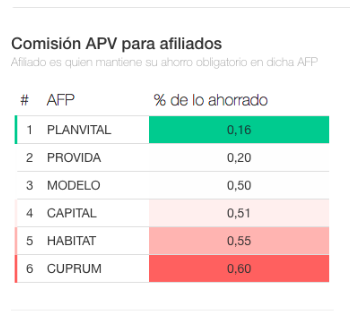 Comisión APV para afiliados
Afiliado es quien mantiene su ahorro obligatorio en dicha AFP
# AFP % de lo ahorrado
1 PLANVITAL 0,16
2 PROVIDA 0,20
3 MODELO 0,50
4 CAPITAL 0,51
5 HABITAT 0,55
6 CUPRUM 0,60